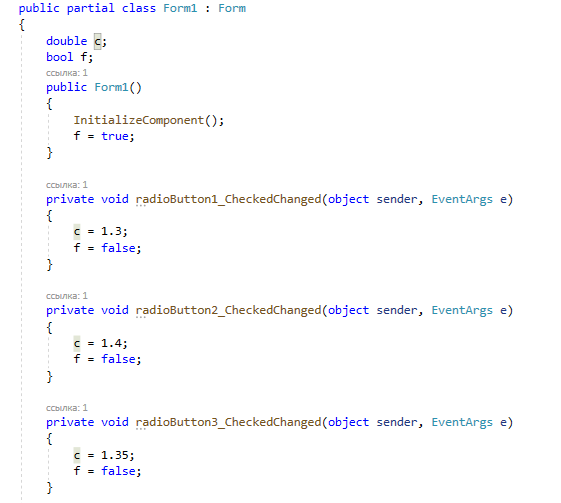 public partial class Form1 : Form
{
double c;
bool f;
ссылка: 1
public Form1()
{
InitializeComponent();
f = true;
}
ссылка: 1
private void radioButton1_CheckedChanged(object sender, EventArgs e)
{
c = 1.3;
f = false;
}
ссылка: 1
private void radioButton2_CheckedChanged(object sender, EventArgs e)
{
c = 1.4;
f = false;
}
ссылка: 1
private void radioButton3_CheckedChanged(object sender, EventArgs e)
{
c = 1.35;
f = false;
}